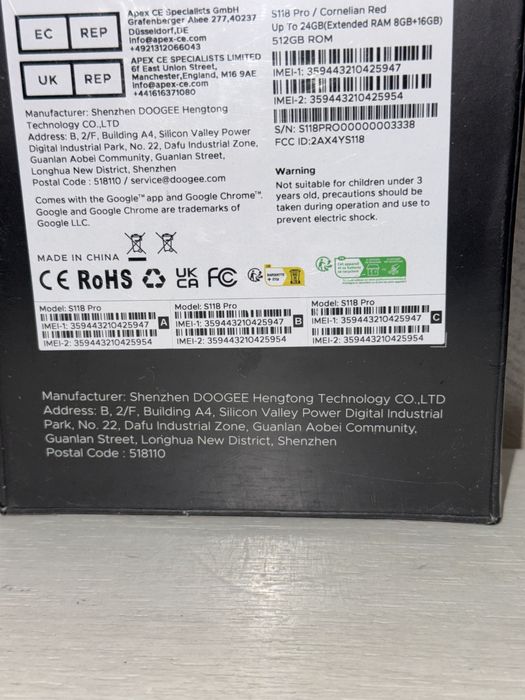 EC REP
Apex CE Specialists GmbH
Grafenberger Allee 277,40237
Düsseldorf,DE
Info@apex-ce.com
+4921312066043
UK REP
APEX CE SPECIALISTS LIMITED
6f East Union Street,
Manchester,England, M16 9AE
Info@apex-ce.com
+441616371080
Manufacturer: Shenzhen DOOGEE Hengtong
Technology CO.,LTD
Address: B, 2/F, Building A4, Silicon Valley Power
Digital Industrial Park, No. 22, Dafu Industrial Zone,
Guanlan Aobei Community, Guanlan Street,
Longhua New District, Shenzhen
Postal Code : 518110 / service@doogee.com
Comes with the Google™ app and Google Chrome™.
Google and Google Chrome are trademarks of
Google LLC.
MADE IN CHINA
CE RoHS UK CA FC
S118 Pro / Cornelian Red
Up To 24GB(Extended RAM 8GB+16GB)
512GB ROM
IMEI-1: 359443210425947
IMEI-2: 359443210425954
S/N: S118PRO00000003338
FCC ID:2AX4YS118
Warning
Not suitable for children under 3
years old, precautions should be
taken during operation and use to
prevent electric shock.
Model: S118 Pro
IMEI-1: 359443210425947 A
IMEI-2: 359443210425954
Model: S118 Pro
IMEI-1: 359443210425947 B
IMEI-2: 359443210425954
Model: S118 Pro
IMEI-1: 359443210425947 C
IMEI-2: 359443210425954
Manufacturer: Shenzhen DOOGEE Hengtong Technology CO.,LTD
Address: B, 2/F, Building A4, Silicon Valley Power Digital Industrial
Park, No. 22, Dafu Industrial Zone, Guanlan Aobei Community,
Guanlan Street, Longhua New District, Shenzhen
Postal Code : 518110